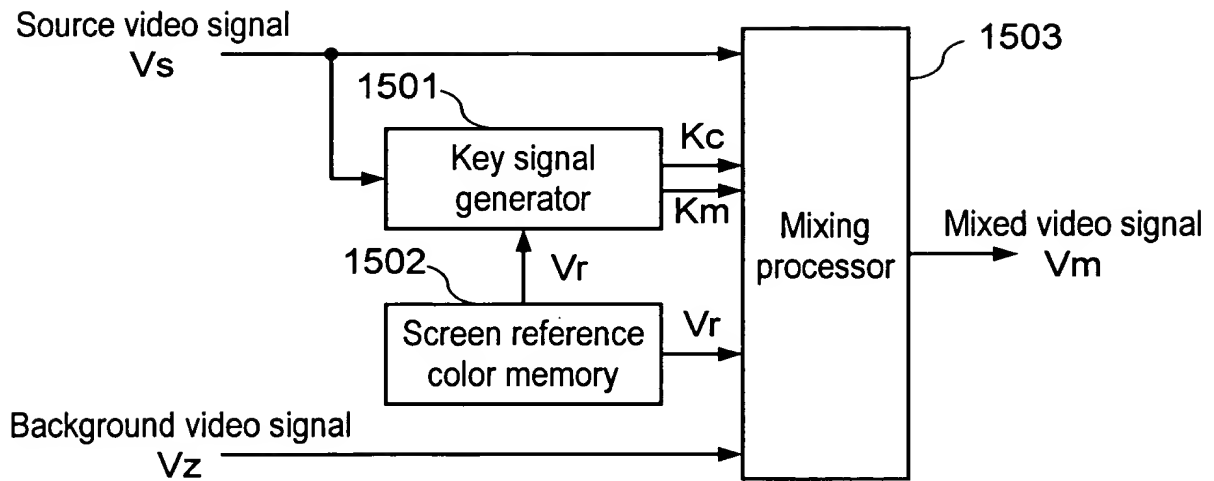 Source video signal
Vs
1503
1501
Key signal
generator
Kc
Km
1502
Vr
Screen reference
color memory
Vr
Mixing
processor
Mixed video signal
Vm
Background video signal
Vz